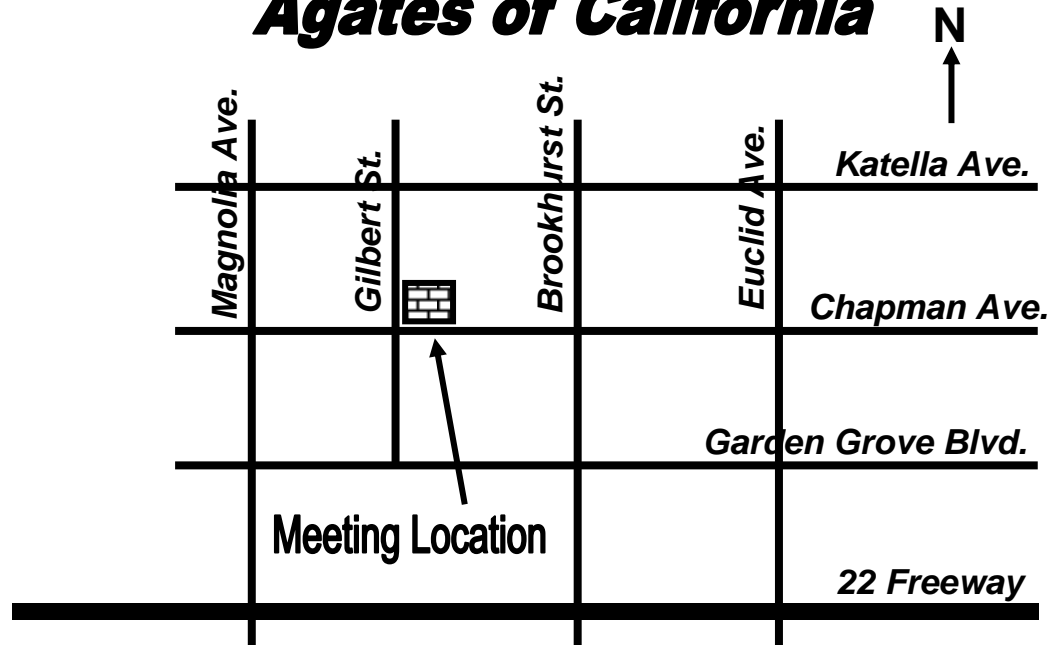 Agates of California
N
Magnolia Ave.
Gilbert St.
Brookhurst St.
Euclid Ave.
Katella Ave.
Chapman Ave.
Garden Grove Blvd.
Meeting Location
22 Freeway